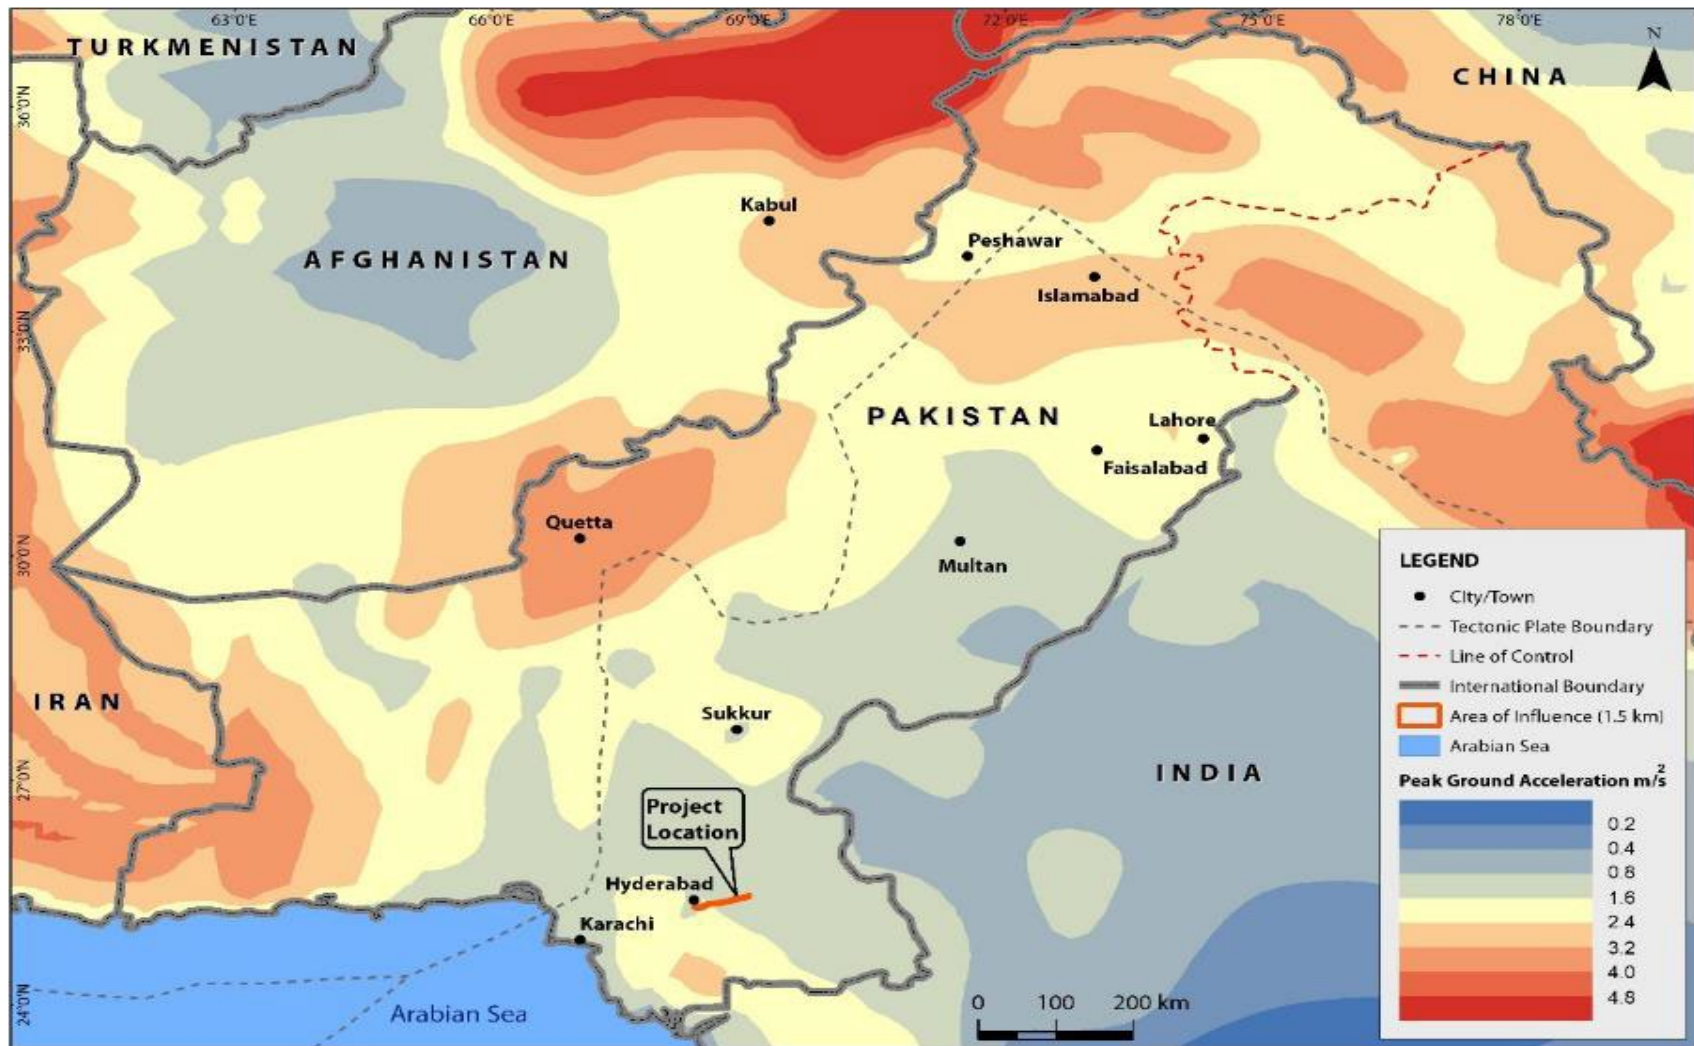 63°0'E
66°0'E
69°0'E
72°0'E
75°0'E
78°0'E
TURKMENISTAN
N
CHINA
36°0'N
Kabul
Peshawar
AFGHANISTAN
Islamabad
33°0'N
PAKISTAN
Lahore
Faisalabad
Quetta
30°0'N
Multan
IRAN
Sukkur
INDIA
27°0'N
Project
Location
Hyderabad
Karachi
24°0'N
Arabian Sea
0 100 200 km
LEGEND
City/Town
Tectonic Plate Boundary
Line of Control
International Boundary
Area of Influence (1.5 km)
Arabian Sea
Peak Ground Acceleration m/s²
0.2
0.4
0.8
1.6
2.4
3.2
4.0
4.8